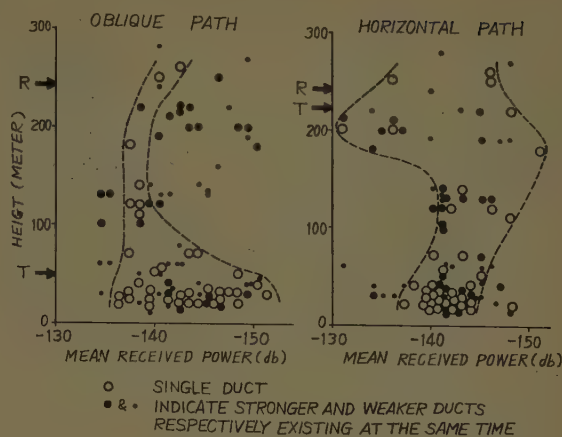 OBLIQUE PATH
HORIZONTAL PATH
300
R
200
HEIGT (METER)
100
T
0
-130 -140 -150
MEAN RECEIVED POWER (db)
300
R
T
200
100
0
-130 -140 -150
MEAN RECEIVED POWER (db)
O SINGLE DUCT
● & • INDICATE STRONGER AND WEAKER DUCTS
RESPECTIVELY EXISTING AT THE SAME TIME